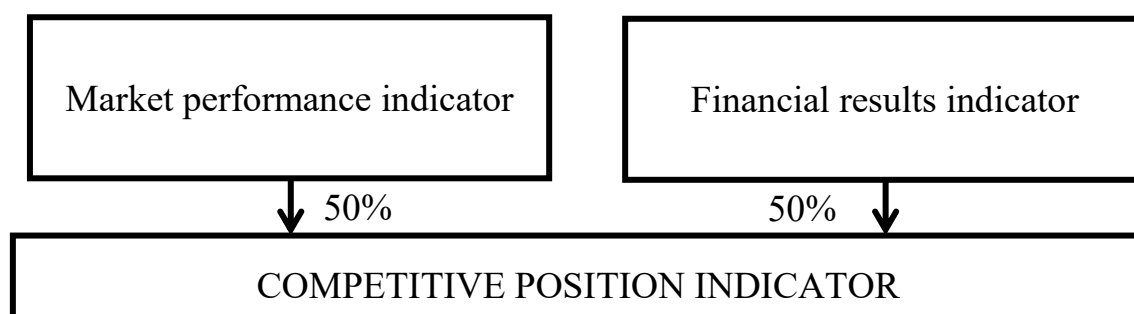 Market performance indicator
Financial results indicator
50%
50%
COMPETITIVE POSITION INDICATOR